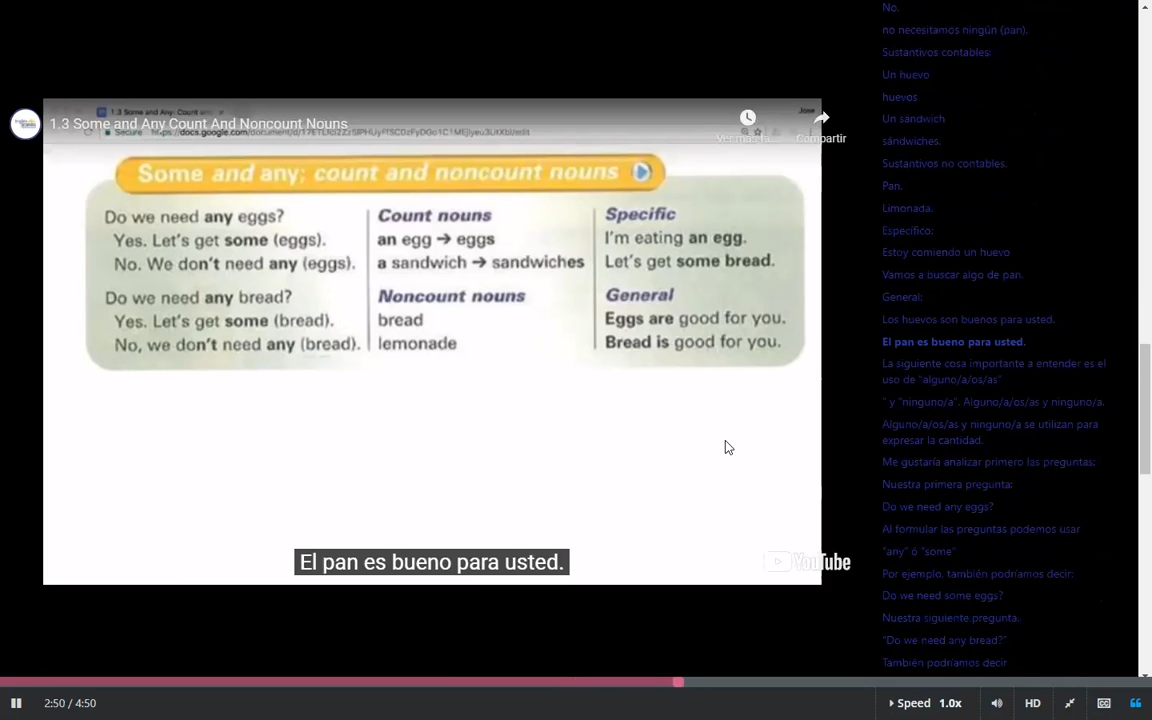 1.3 Some and Any: Count and
Jose
1.3 Some and Any Count And Noncount Nouns
Secure
Compartir
Some and any; count and noncount nouns
Do we need any eggs?
Yes. Let's get some (eggs).
No. We don't need any (eggs).
Do we need any bread?
Yes. Let's get some (bread).
No, we don't need any (bread).
Count nouns
an egg → eggs
a sandwich → sandwiches
Noncount nouns
bread
lemonade
Specific
I'm eating an egg.
Let's get some bread.
General
Eggs are good for you.
Bread is good for you.
El pan es bueno para usted.
YouTube
2:50 / 4:50
Speed 1.0x
HD
No.
no necesitamos ningún (pan).
Sustantivos contables:
Un huevo
huevos
Un sándwich
sándwiches.
Sustantivos no contables.
Pan.
Limonada.
Específico:
Estoy comiendo un huevo
Vamos a buscar algo de pan.
General:
Los huevos son buenos para usted.
El pan es bueno para usted.
La siguiente cosa importante a entender es el
uso de "alguno/a/os/as"
" y "ninguno/a". Alguno/a/os/as y ninguno/a.
Alguno/a/os/as y ninguno/a se utilizan para
expresar la cantidad.
Me gustaría analizar primero las preguntas;
Nuestra primera pregunta:
Do we need any eggs?
Al formular las preguntas podemos usar
"any" ó "some"
Por ejemplo, también podríamos decir:
Do we need some eggs?
Nuestra siguiente pregunta.
"Do we need any bread?"
También podríamos decir